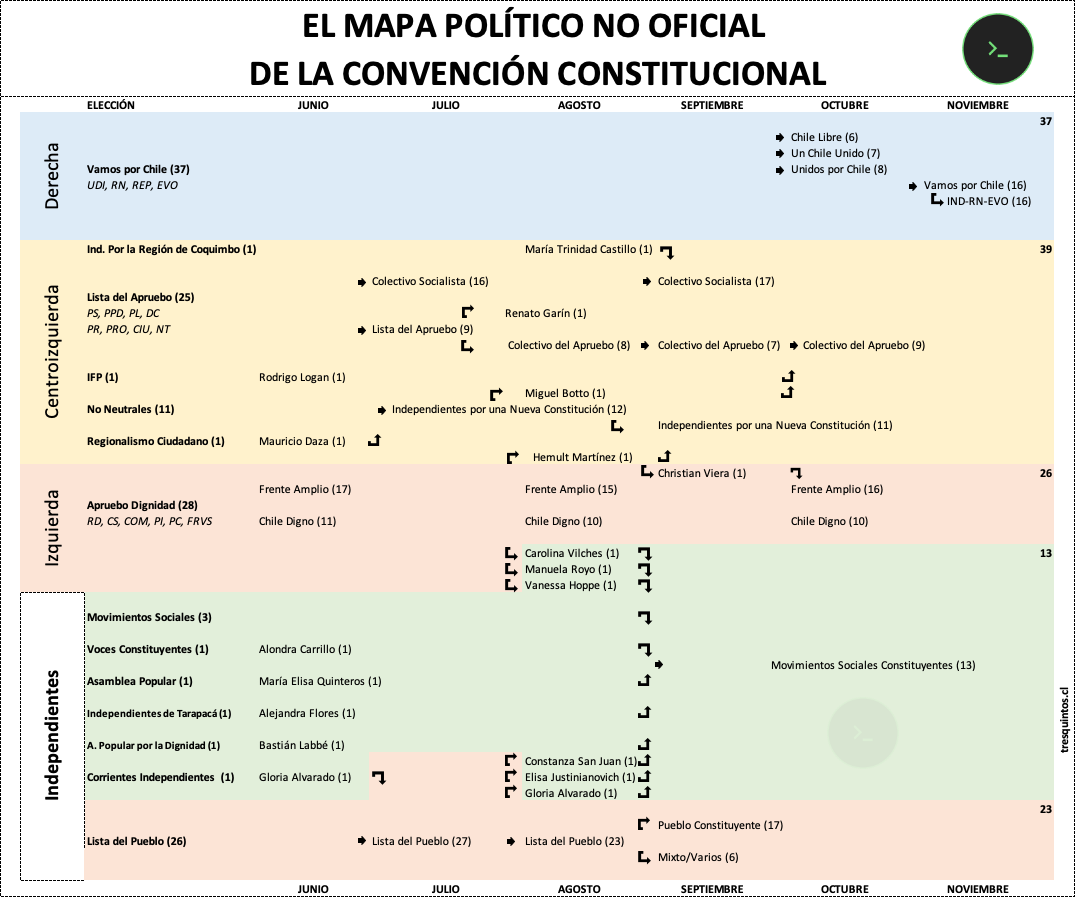 EL MAPA POLÍTICO NO OFICIAL
DE LA CONVENCIÓN CONSTITUCIONAL
>_
ELECCIÓN JUNIO JULIO AGOSTO SEPTIEMBRE OCTUBRE NOVIEMBRE
Derecha
37
Chile Libre (6)
Un Chile Unido (7)
Vamos por Chile (37) Unidos por Chile (8)
UDI, RN, REP, EVO Vamos por Chile (16)
IND-RN-EVO (16)
Centroizquierda
Ind. Por la Región de Coquimbo (1) María Trinidad Castillo (1) 39
Colectivo Socialista (16) Colectivo Socialista (17)
Lista del Apruebo (25)
PS, PPD, PL, DC Renato Garín (1)
PR, PRO, CIU, NT Lista del Apruebo (9)
Colectivo del Apruebo (8) Colectivo del Apruebo (7) Colectivo del Apruebo (9)
IFP (1) Rodrigo Logan (1)
Miguel Botto (1)
No Neutrales (11) Independientes por una Nueva Constitución (12)
Independientes por una Nueva Constitución (11)
Regionalismo Ciudadano (1) Mauricio Daza (1)
Hemult Martínez (1)
Izquierda
Christian Viera (1) 26
Frente Amplio (17) Frente Amplio (15) Frente Amplio (16)
Apruebo Dignidad (28)
RD, CS, COM, PI, PC, FRVS Chile Digno (11) Chile Digno (10) Chile Digno (10)
Carolina Vilches (1) 13
Manuela Royo (1)
Vanessa Hoppe (1)
Independientes
Movimientos Sociales (3)
Voces Constituyentes (1) Alondra Carrillo (1)
Movimientos Sociales Constituyentes (13)
Asamblea Popular (1) María Elisa Quinteros (1)
Independientes de Tarapacá (1) Alejandra Flores (1)
>_
A. Popular por la Dignidad (1) Bastián Labbé (1)
Constanza San Juan (1)
Corrientes Independientes (1) Gloria Alvarado (1) Elisa Justinianovich (1)
Gloria Alvarado (1)
23
Pueblo Constituyente (17)
Lista del Pueblo (26) Lista del Pueblo (27) Lista del Pueblo (23)
Mixto/Varios (6)
JUNIO JULIO AGOSTO SEPTIEMBRE OCTUBRE NOVIEMBRE
tresquintos.cl